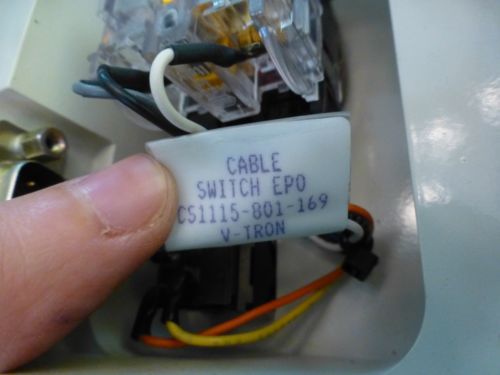 CABLE
SWITCH EPO
CS1115-801-169
V-TRON